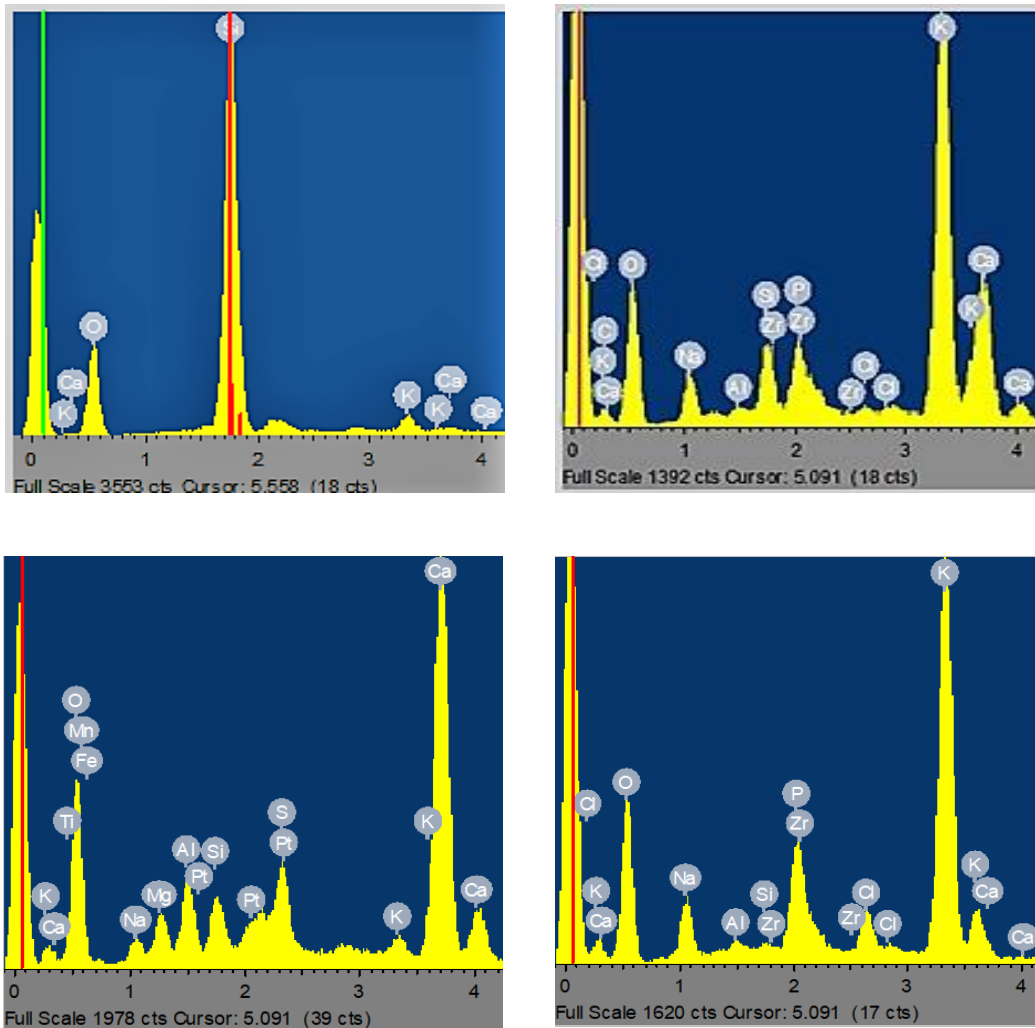 Si
O
Ca
K
K
Ca
K
Ca
0 1 2 3 4
Full Scale 3553 cts Cursor: 5.558 (18 cts)
K
Cl
O
C
K
Ca
Na
Al
S
Zr
P
Zr
Zr
Cl
K
Ca
Ca
0 1 2 3 4
Full Scale 1392 cts Cursor: 5.091 (18 cts)
Ca
O
Mn
Fe
Ti
K
Ca
Na
Mg
Al
Pt
Si
Pt
S
Pt
K
K
Ca
0 1 2 3 4
Full Scale 1978 cts Cursor: 5.091 (39 cts)
K
Cl
O
K
Ca
Na
Al
Si
Zr
P
Zr
Zr
Cl
Cl
K
Ca
Ca
0 1 2 3 4
Full Scale 1620 cts Cursor: 5.091 (17 cts)